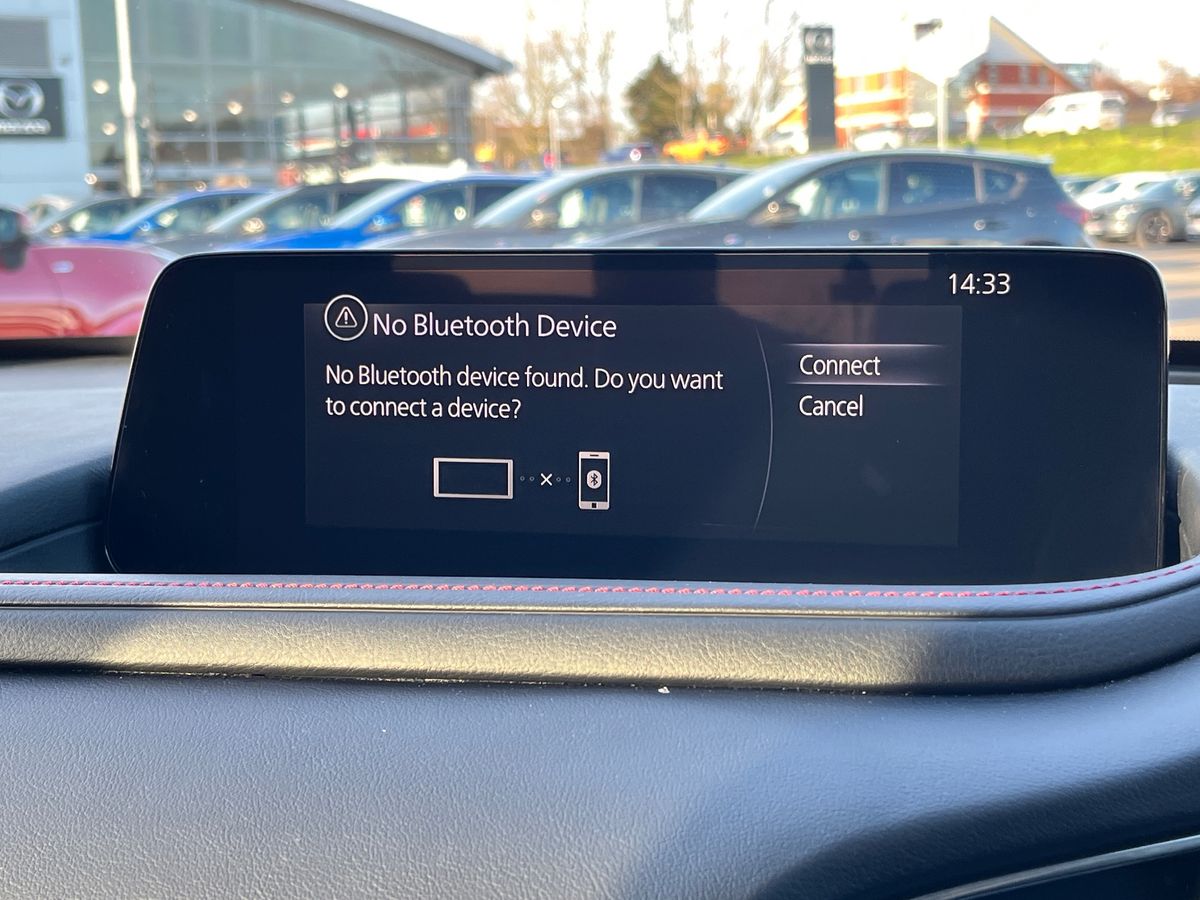 14:33
No Bluetooth Device
No Bluetooth device found. Do you want
to connect a device?
Connect
Cancel